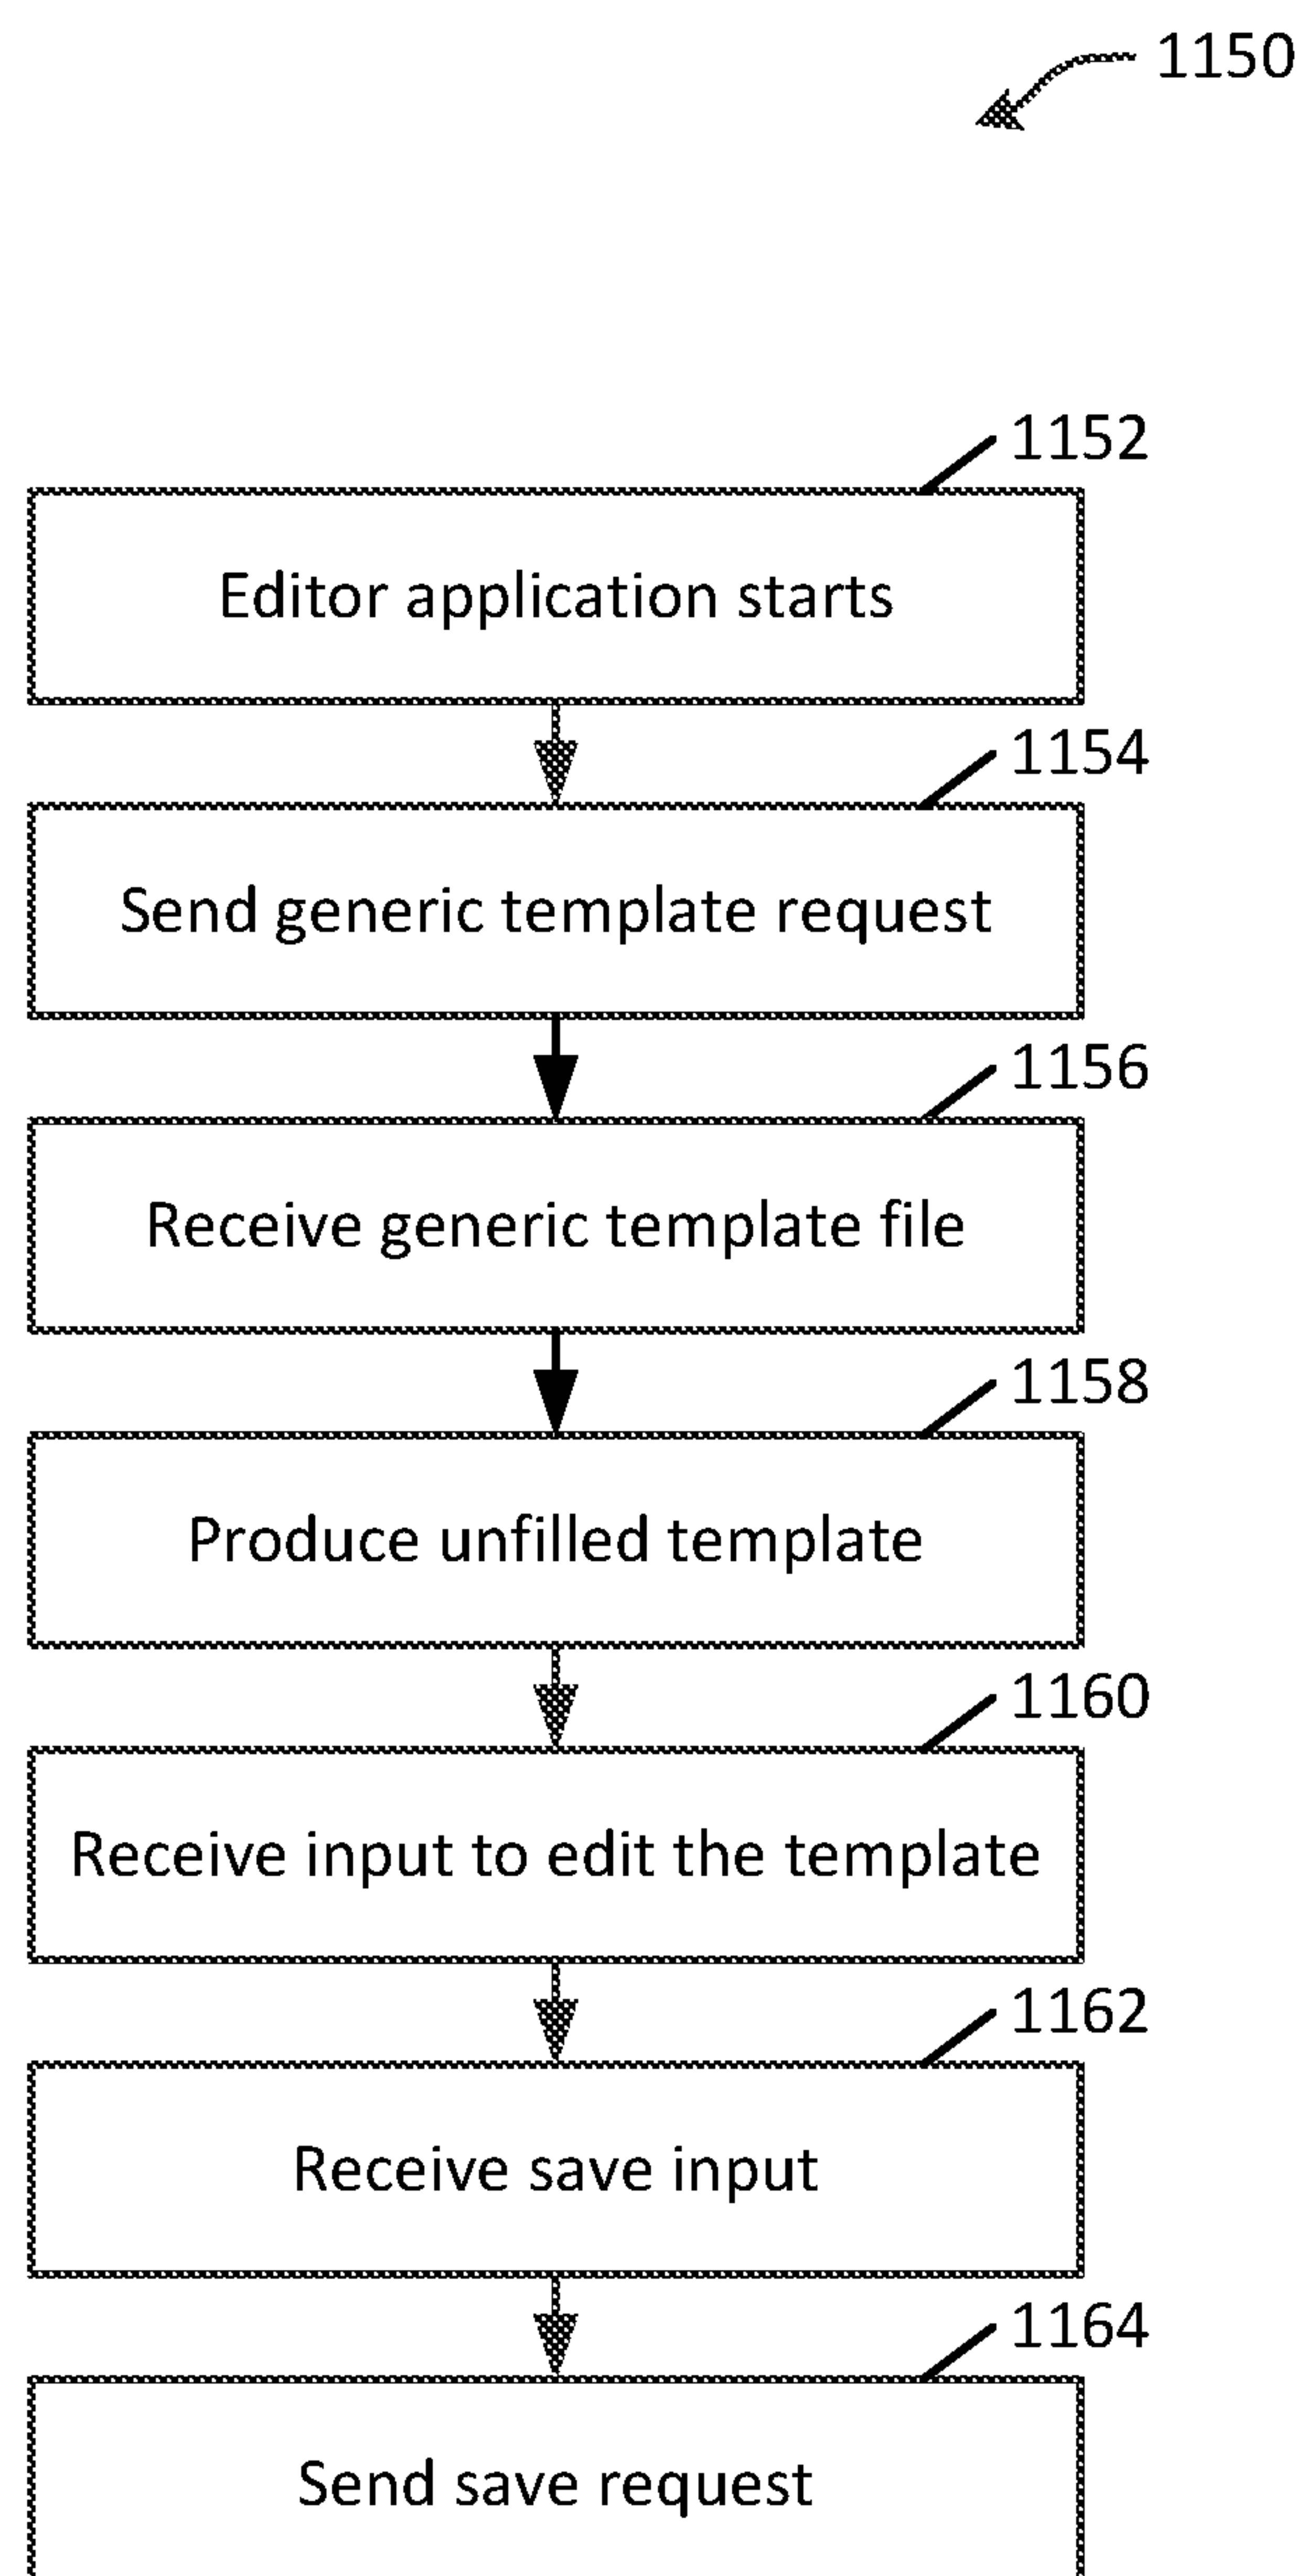 1150
1152
Editor application starts
1154
Send generic template request
1156
Receive generic template file
1158
Produce unfilled template
1160
Receive input to edit the template
1162
Receive save input
1164
Send save request